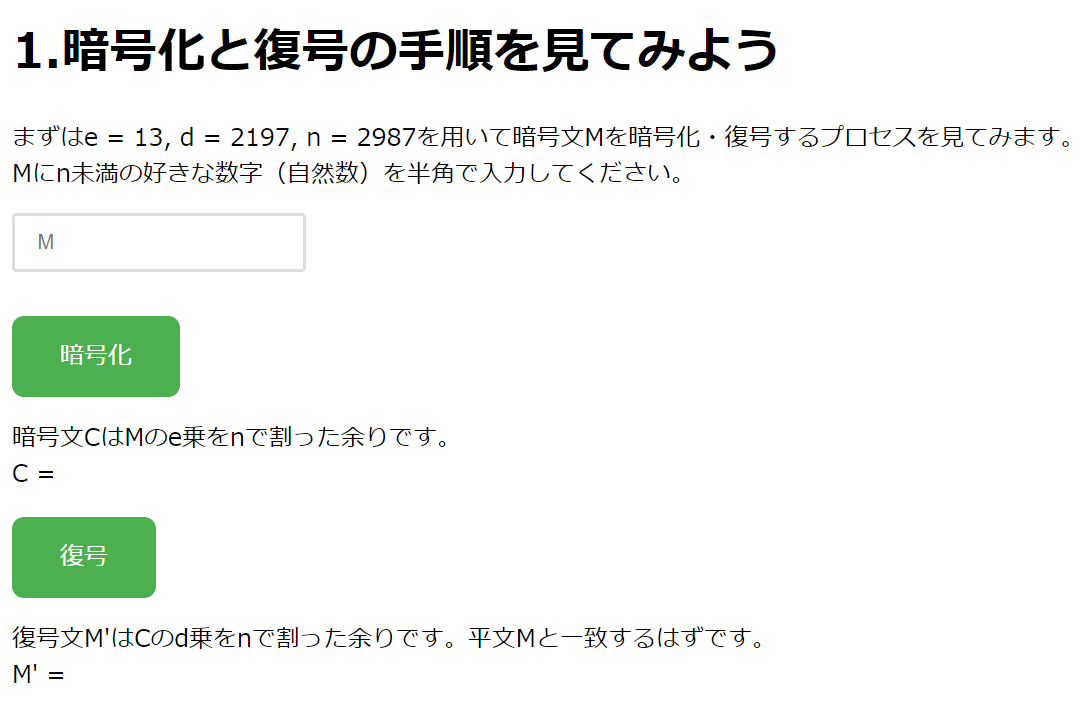 1.暗号化と復号の手順を見てみよう
まずはe = 13, d = 2197, n = 2987を用いて暗号文Mを暗号化・復号するプロセスを見てみます。
Mにn未満の好きな数字（自然数）を半角で入力してください。
M
暗号化
暗号文CはMのe乗をnで割った余りです。
C =
復号
復号文M'はCのd乗をnで割った余りです。平文Mと一致するはずです。
M' =